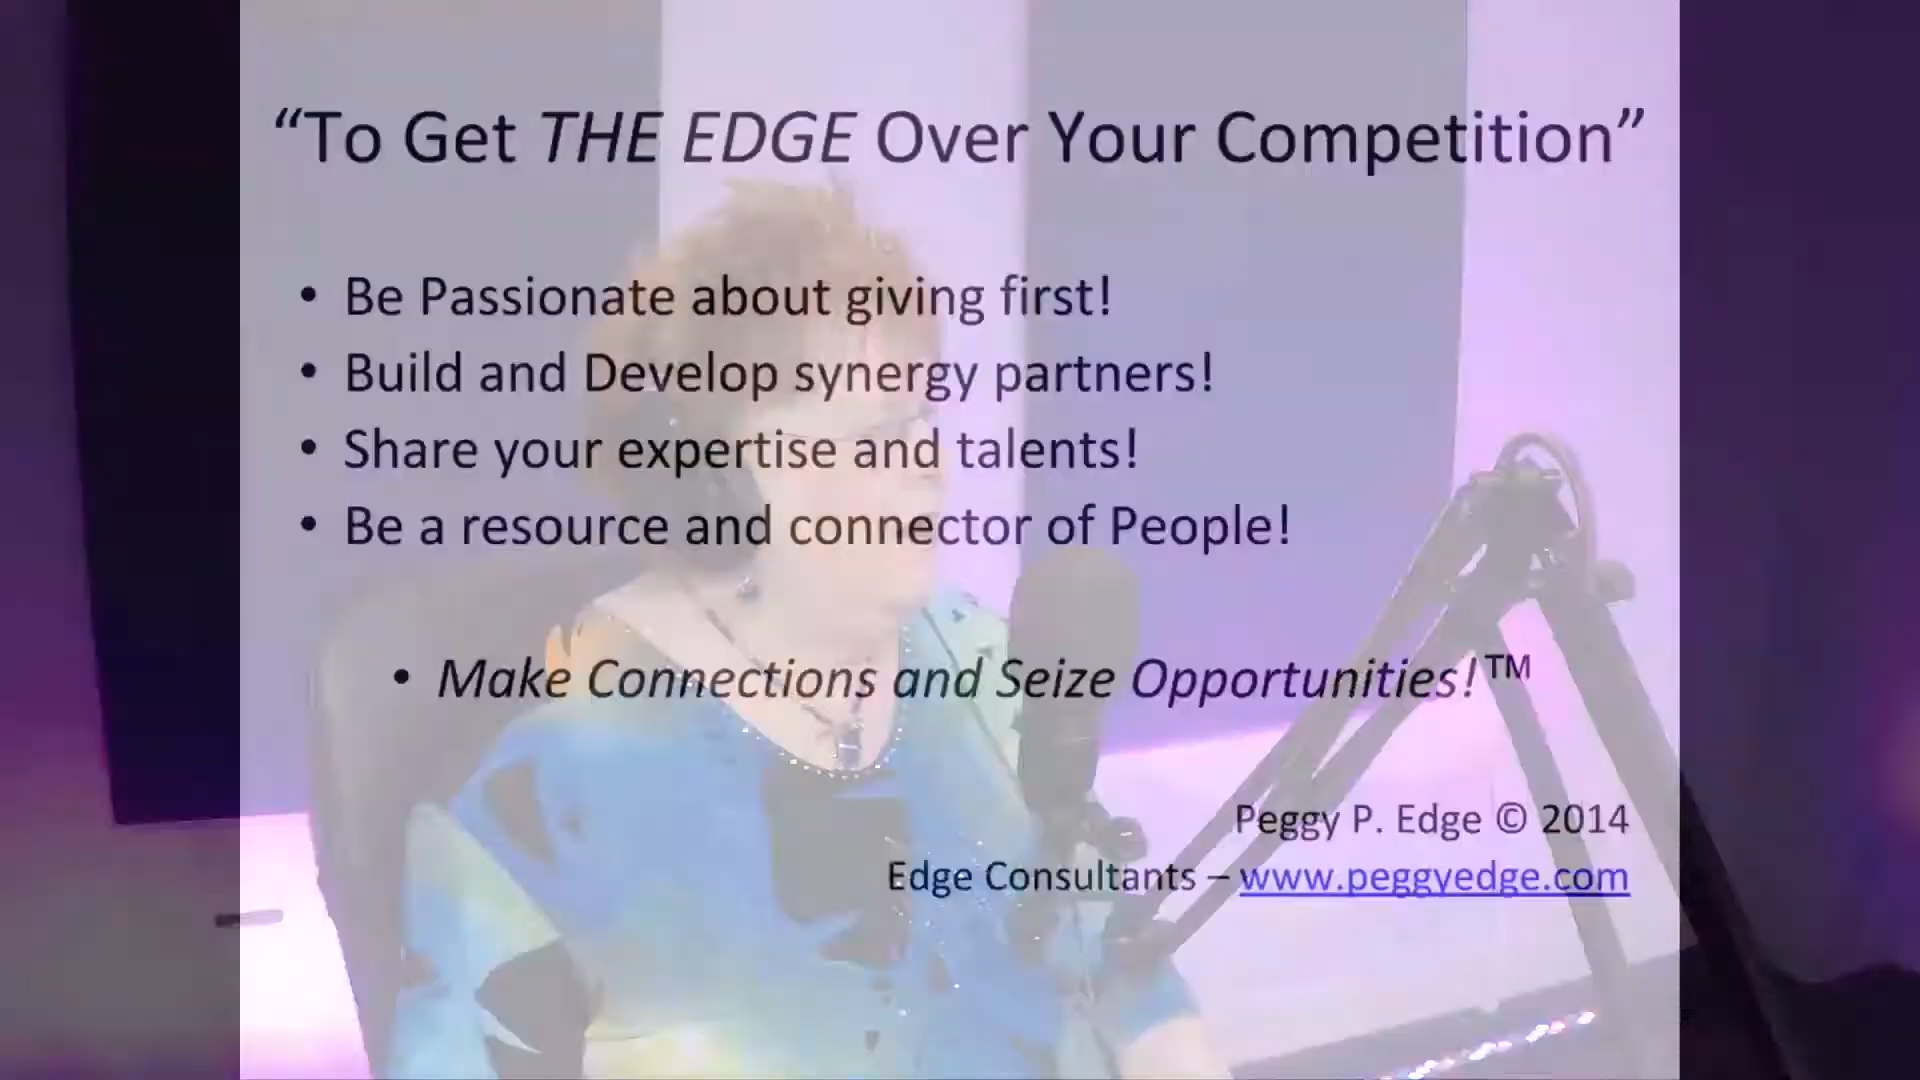 “To Get THE EDGE Over Your Competition”
• Be Passionate about giving first!
• Build and Develop synergy partners!
• Share your expertise and talents!
• Be a resource and connector of People!
• Make Connections and Seize Opportunities!™
Peggy P. Edge © 2014
Edge Consultants – www.peggyedge.com